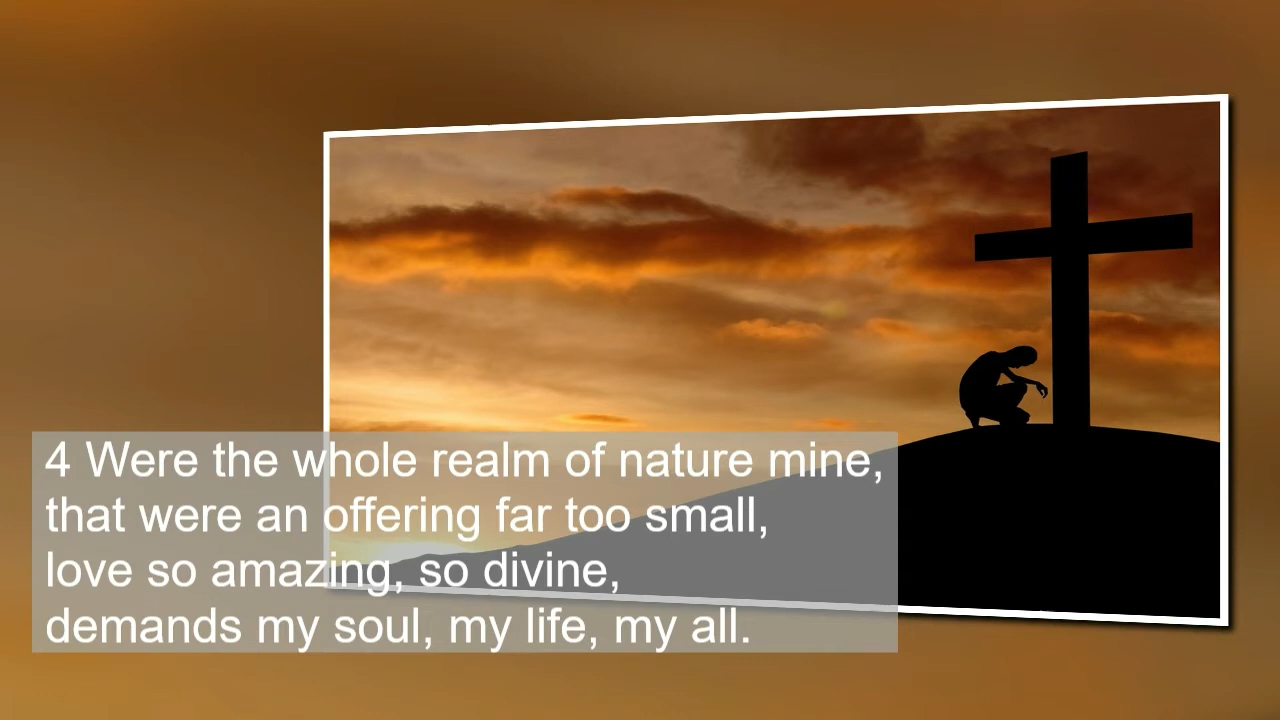 4 Were the whole realm of nature mine,
that were an offering far too small,
love so amazing, so divine,
demands my soul, my life, my all.